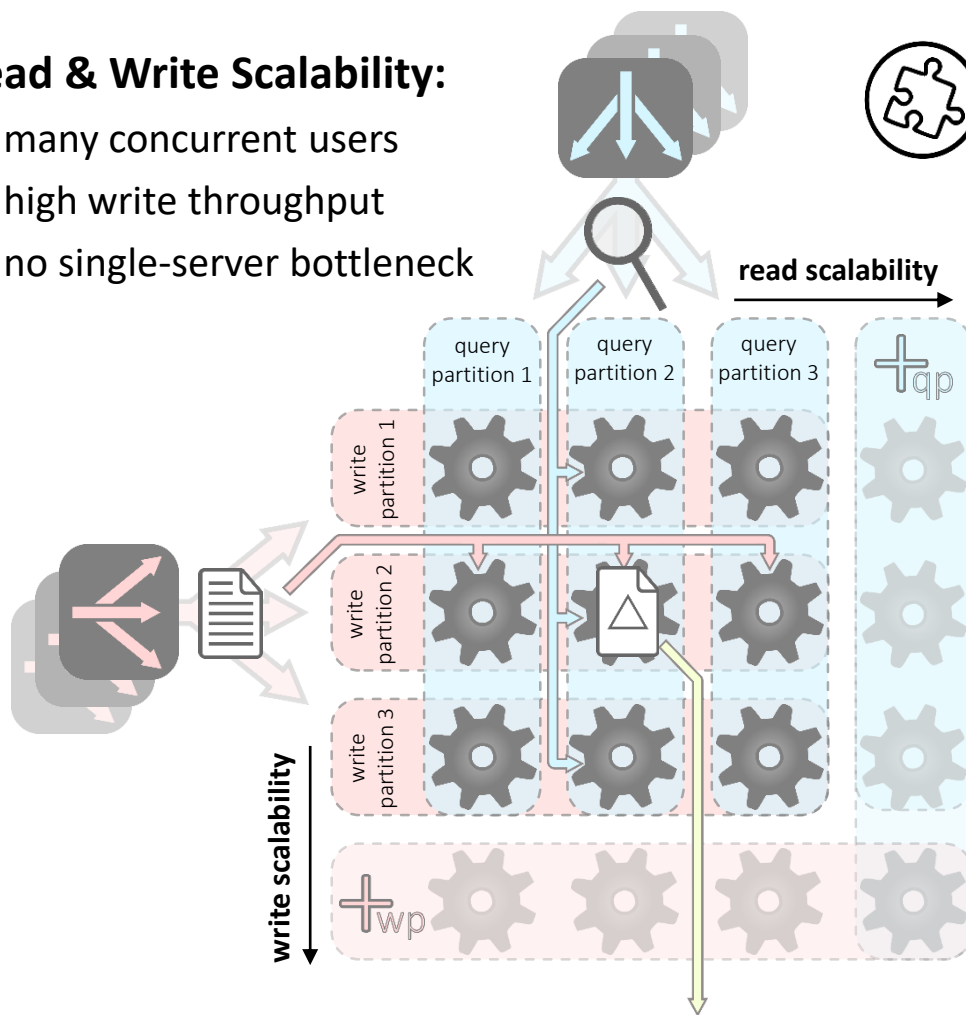 ead & Write Scalability:
many concurrent users
high write throughput
no single-server bottleneck
read scalability
query
partition 1
query
partition 2
query
partition 3
+qp
write
partition 1
write
partition 2
write
partition 3
write scalability
+wp